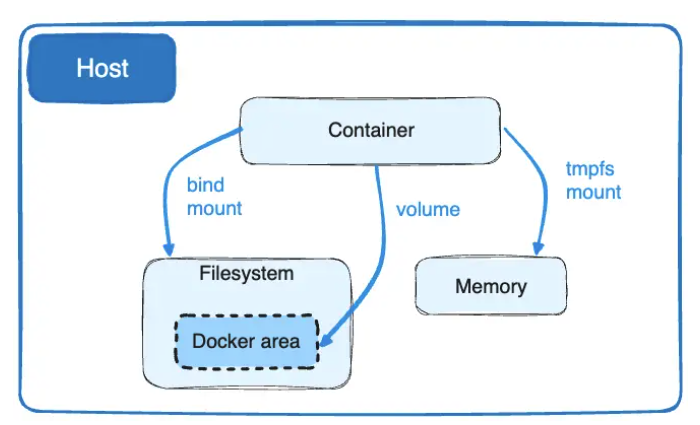 Host
Container
bind
mount
volume
tmpfs
mount
Filesystem
Docker area
Memory